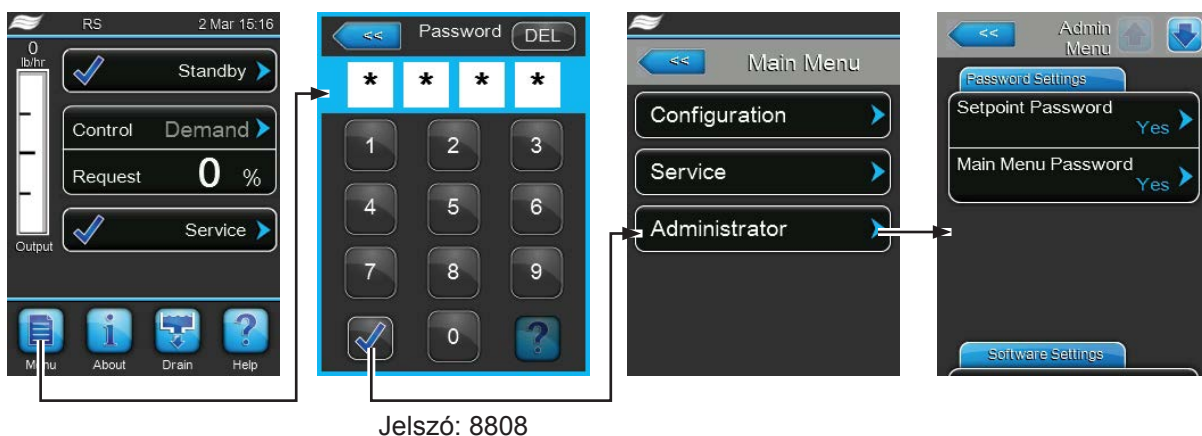 RS 2 Mar 15:16
0
lb/hr
Standby
Control Demand
Request 0 %
Service
Output
Menu About Drain Help
<< Password DEL
* * * *
1 2 3
4 5 6
7 8 9
0 ?
Jelszó: 8808
<< Main Menu
Configuration
Service
Administrator
<< Admin
Menu
Password Settings
Setpoint Password
Yes
Main Menu Password
Yes
Software Settings